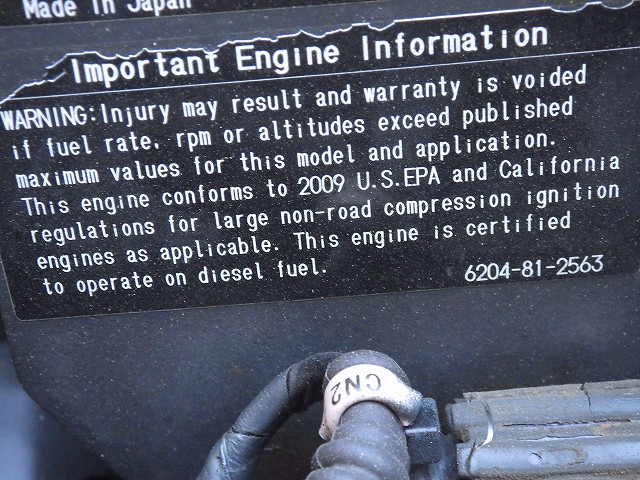 Made in Japan
Important Engine Information
WARNING:Injury may result and warranty is voided
if fuel rate, rpm or altitudes exceed published
maximum values for this model and application.
This engine conforms to 2009 U.S.EPA and California
regulations for large non-road compression ignition
engines as applicable. This engine is certified
to operate on diesel fuel.
6204-81-2563
CN2